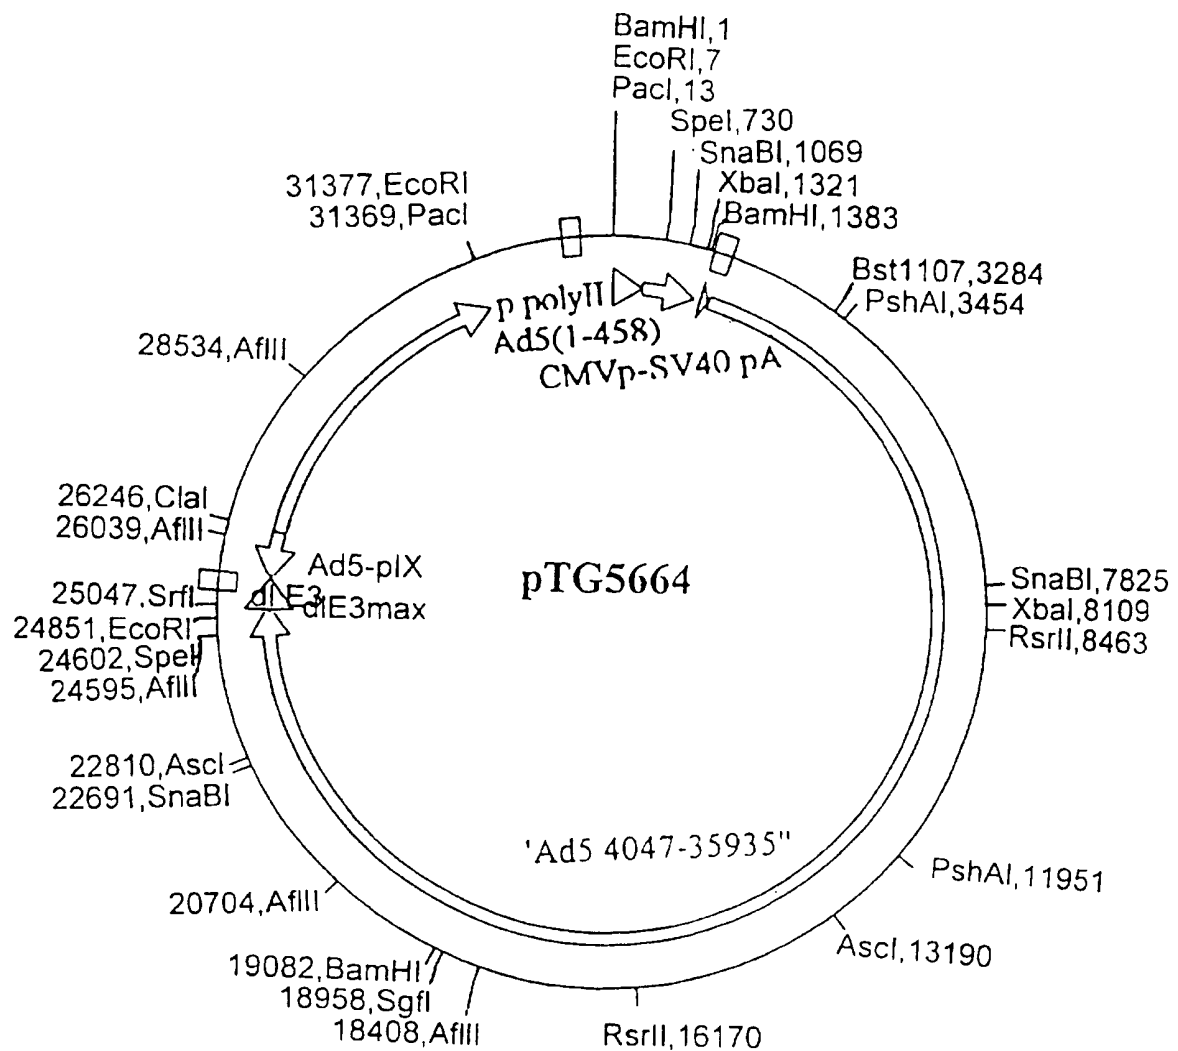 BamHI,1
EcoRI,7
PacI,13
SpeI,730
SnaBI,1069
XbaI,1321
BamHI,1383
31377,EcoRI
31369,PacI
Bst1107,3284
PshAI,3454
p polyII
Ad5(1-458)
CMVp-SV40 pA
28534,AflII
26246,ClaI
26039,AflII
Ad5-pIX
dlE3
dlE3max
pTG5664
25047,SrfI
24851,EcoRI
24602,SpeI
24595,AflII
SnaBI,7825
XbaI,8109
RsrII,8463
22810,AscI
22691,SnaBI
'Ad5 4047-35935"
20704,AflII
PshAI,11951
AscI,13190
19082,BamHI
18958,SgfI
18408,AflII
RsrII,16170